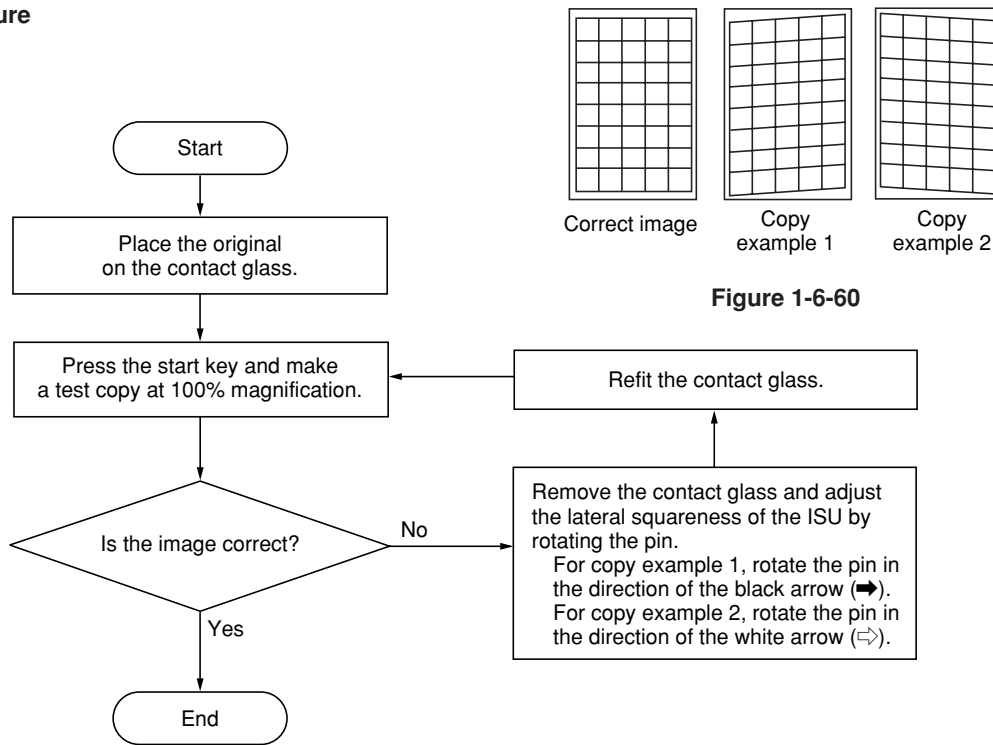 Start
Place the original
on the contact glass.
Press the start key and make
a test copy at 100% magnification.
Is the image correct?
No
Yes
End
Remove the contact glass and adjust
the lateral squareness of the ISU by
rotating the pin.
For copy example 1, rotate the pin in
the direction of the black arrow (➡).
For copy example 2, rotate the pin in
the direction of the white arrow (⇨).
Refit the contact glass.
Correct image
Copy
example 1
Copy
example 2
Figure 1-6-60